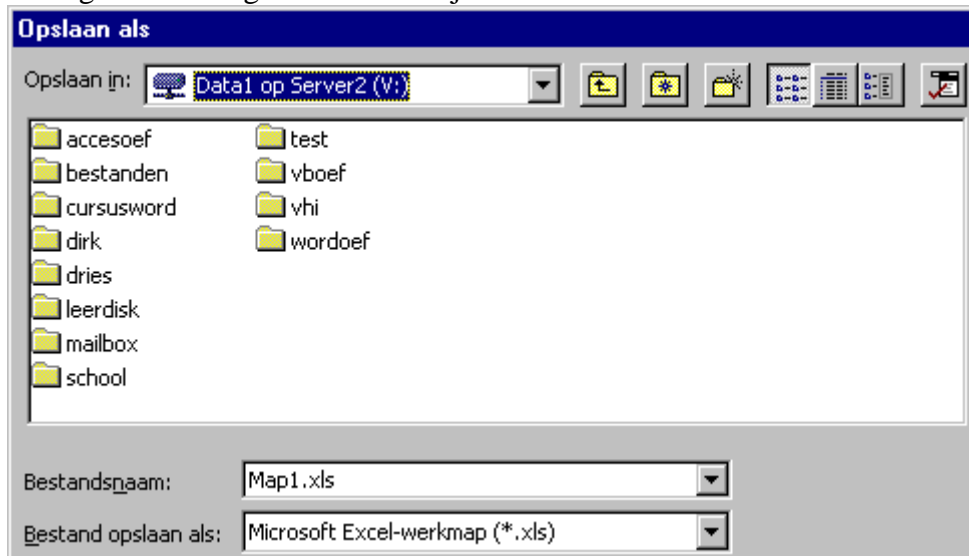 Opslaan als
Opslaan in: Data1 op Server2 (V:)
accesoef test
bestanden vboef
cursusword vhi
dirk wordoef
dries
leerdisk
mailbox
school
Bestandsnaam: Map1.xls
Bestand opslaan als: Microsoft Excel-werkmap (*.xls)